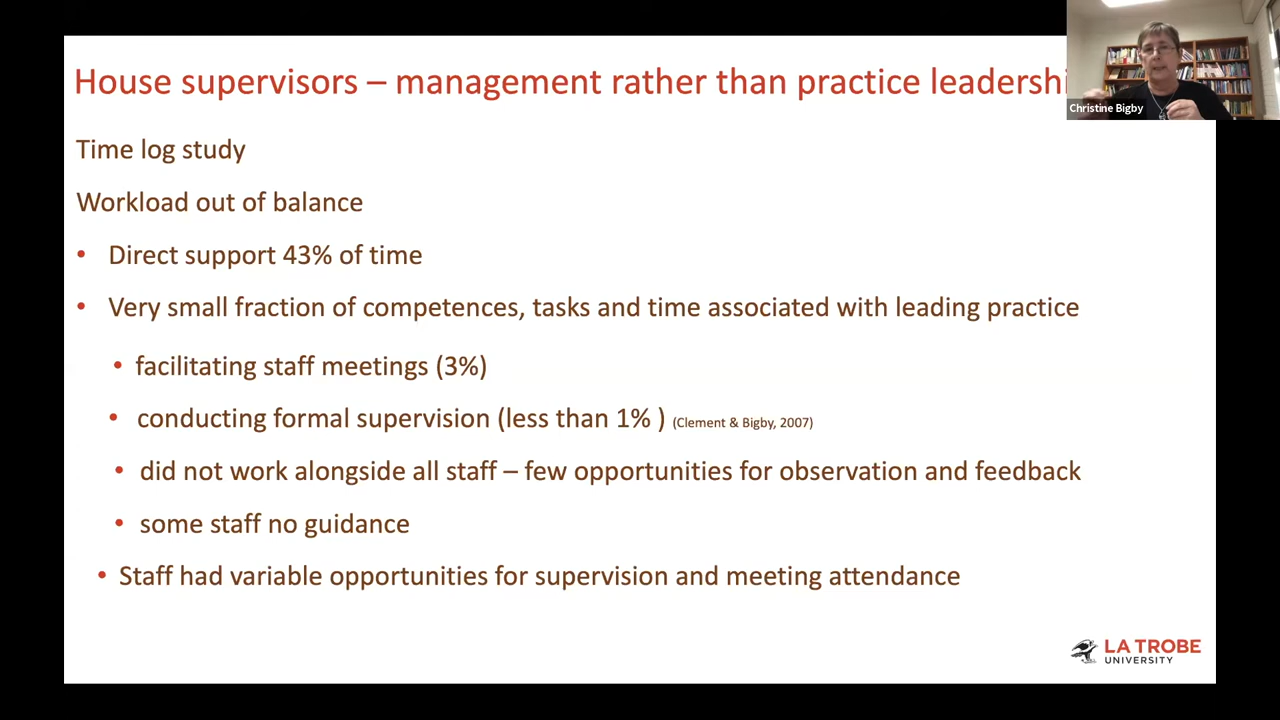 House supervisors – management rather than practice leadershi
Christine Bigby
Time log study
Workload out of balance
• Direct support 43% of time
• Very small fraction of competences, tasks and time associated with leading practice
• facilitating staff meetings (3%)
• conducting formal supervision (less than 1% ) (Clement & Bigby, 2007)
• did not work alongside all staff – few opportunities for observation and feedback
• some staff no guidance
• Staff had variable opportunities for supervision and meeting attendance
LA TROBE
UNIVERSITY